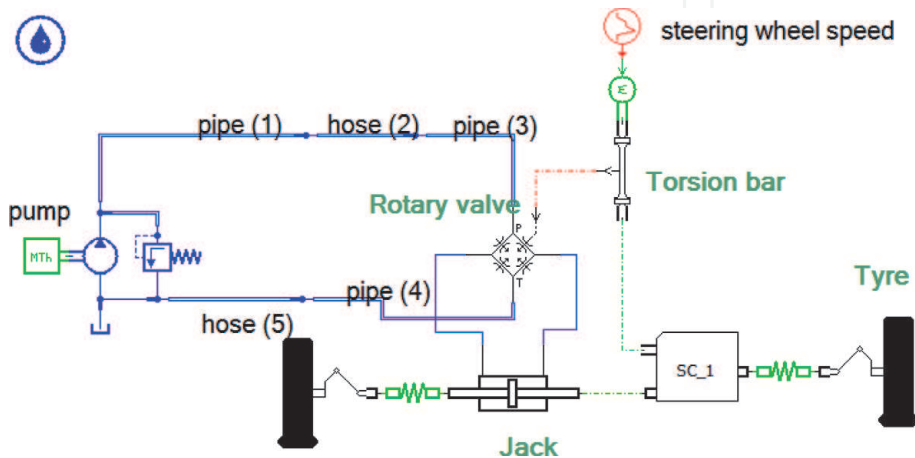 steering wheel speed
pipe (1)
hose (2)
pipe (3)
Torsion bar
Rotary valve
pump
MTh
P
T
pipe (4)
hose (5)
Tyre
SC_1
Jack